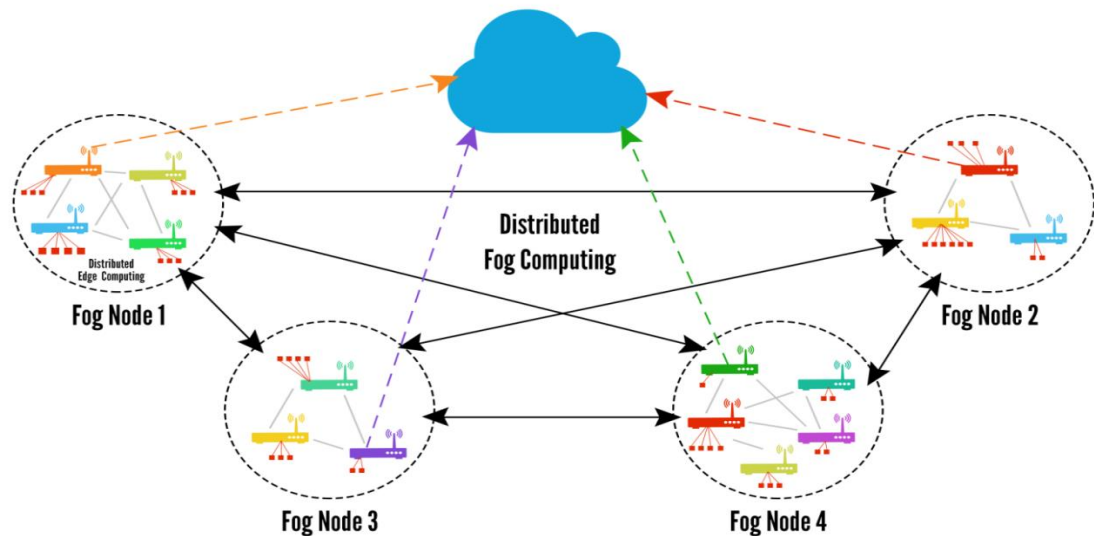 Distributed
Fog Computing
Distributed
Edge Computing
Fog Node 1
Fog Node 2
Fog Node 3
Fog Node 4